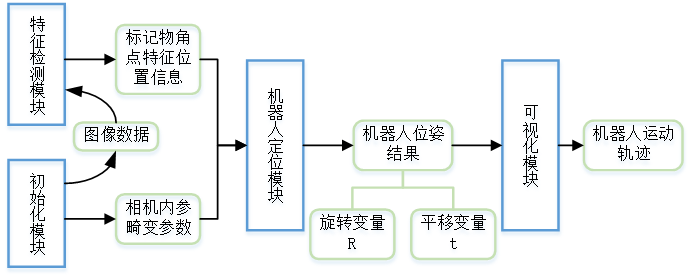 特征检测模块
标记物角
点特征位
置信息
图像数据
初始化模块
相机内参
畸变参数
机器人定位模块
机器人位姿
结果
旋转变量
R
平移变量
t
可视化模块
机器人运动
轨迹